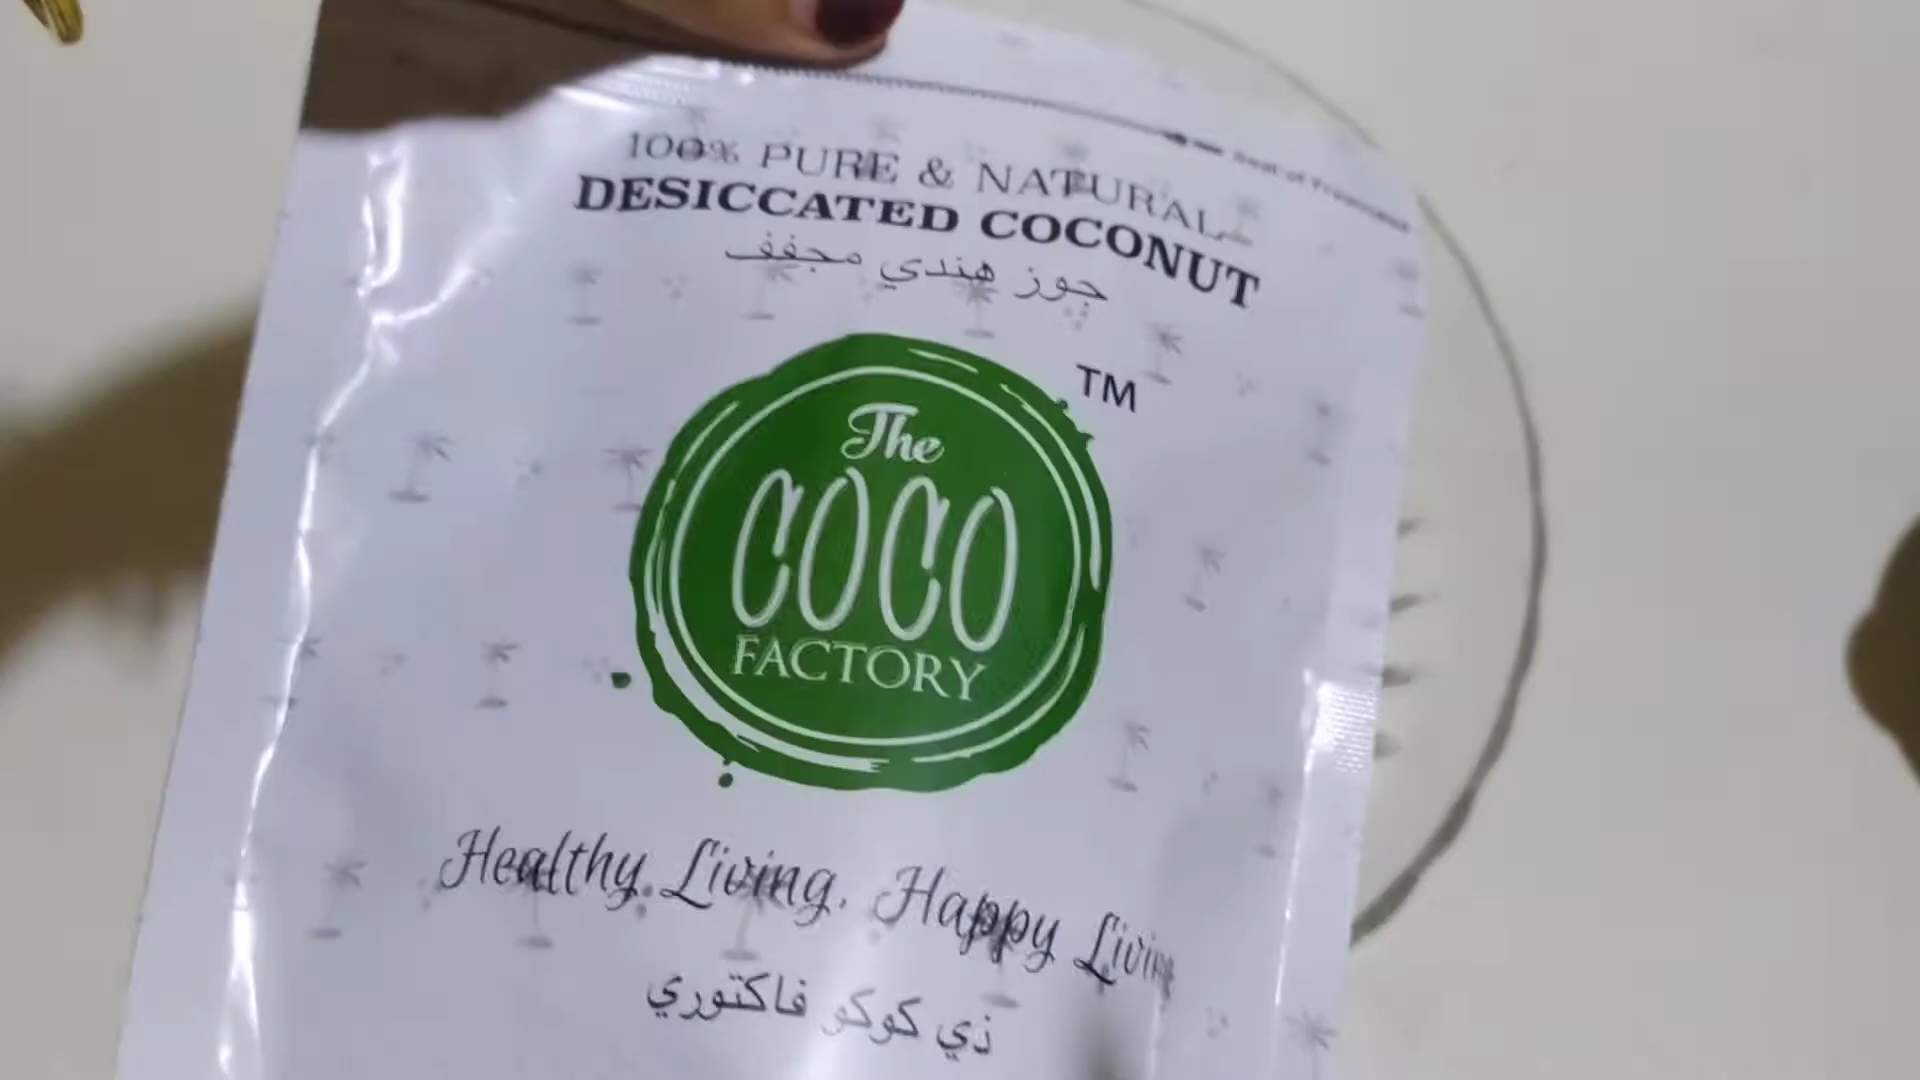 100% PURE & NATURAL
DESICCATED COCONUT
جوز هندي مجفف
TM
The
COCO
FACTORY
Healthy Living, Happy Living
ذي كوكو فاكتوري